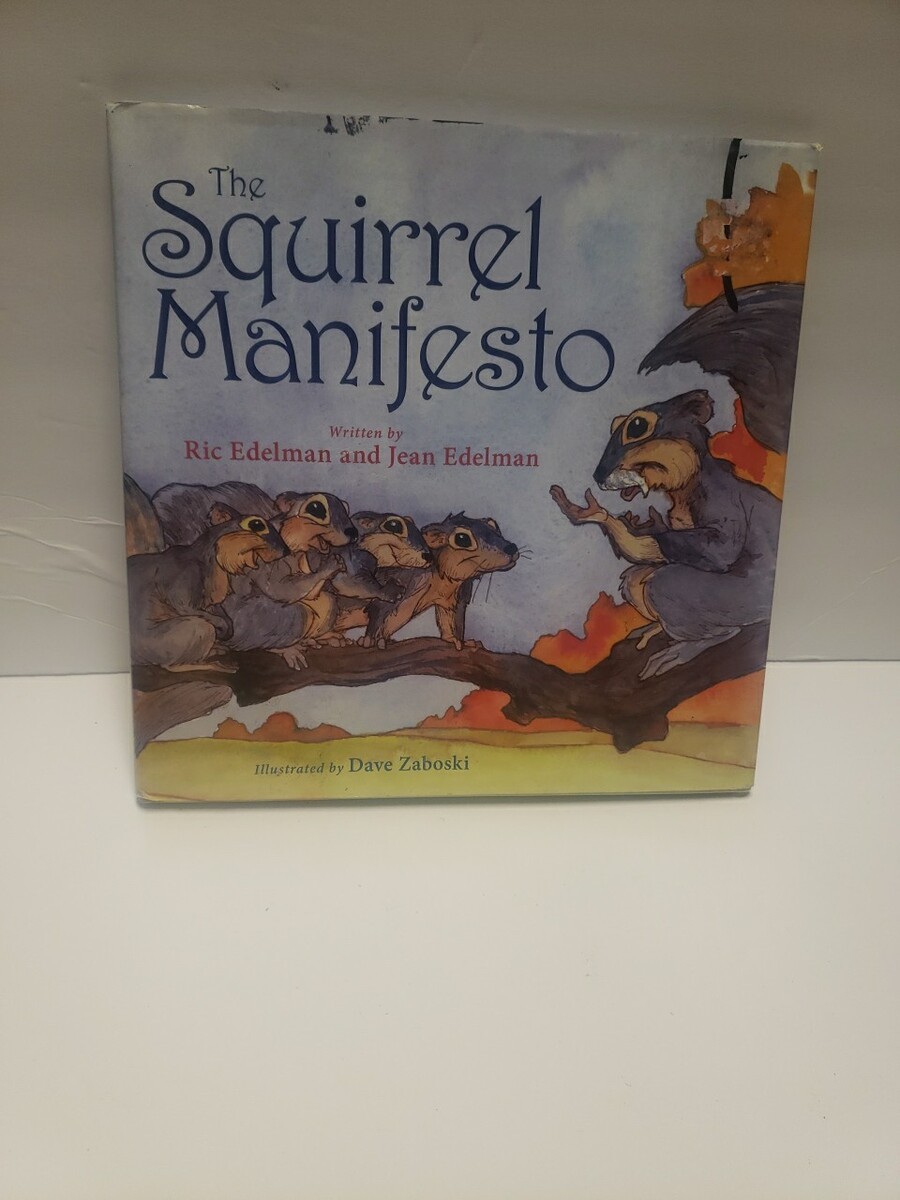 The
Squirrel
Manifesto
Written by
Ric Edelman and Jean Edelman
Illustrated by Dave Zaboski